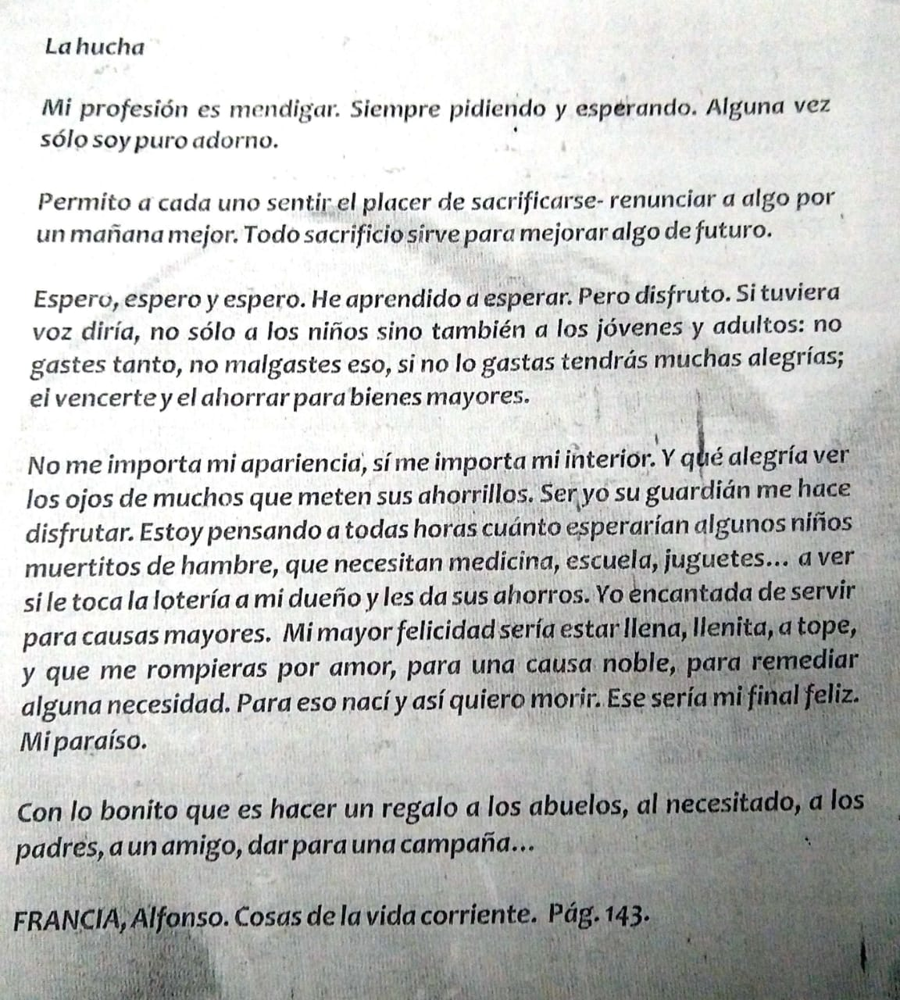 La hucha
Mi profesión es mendigar. Siempre pidiendo y esperando. Alguna vez
sólo soy puro adorno.
Permito a cada uno sentir el placer de sacrificarse- renunciar a algo por
un mañana mejor. Todo sacrificio sirve para mejorar algo de futuro.
Espero, espero y espero. He aprendido a esperar. Pero disfruto. Si tuviera
voz diría, no sólo a los niños sino también a los jóvenes y adultos: no
gastes tanto, no malgastes eso, si no lo gastas tendrás muchas alegrías;
el vencerte y el ahorrar para bienes mayores.
No me importa mi apariencia, sí me importa mi interior. Y qué alegría ver
los ojos de muchos que meten sus ahorrillos. Ser yo su guardián me hace
disfrutar. Estoy pensando a todas horas cuánto esperarían algunos niños
muertitos de hambre, que necesitan medicina, escuela, juguetes... a ver
si le toca la lotería a mi dueño y les da sus ahorros. Yo encantada de servir
para causas mayores. Mi mayor felicidad sería estar llena, llenita, a tope,
y que me rompieras por amor, para una causa noble, para remediar
alguna necesidad. Para eso nací y así quiero morir. Ese sería mi final feliz.
Mi paraíso.
Con lo bonito que es hacer un regalo a los abuelos, al necesitado, a los
padres, a un amigo, dar para una campaña...
FRANCIA, Alfonso. Cosas de la vida corriente. Pág. 143.